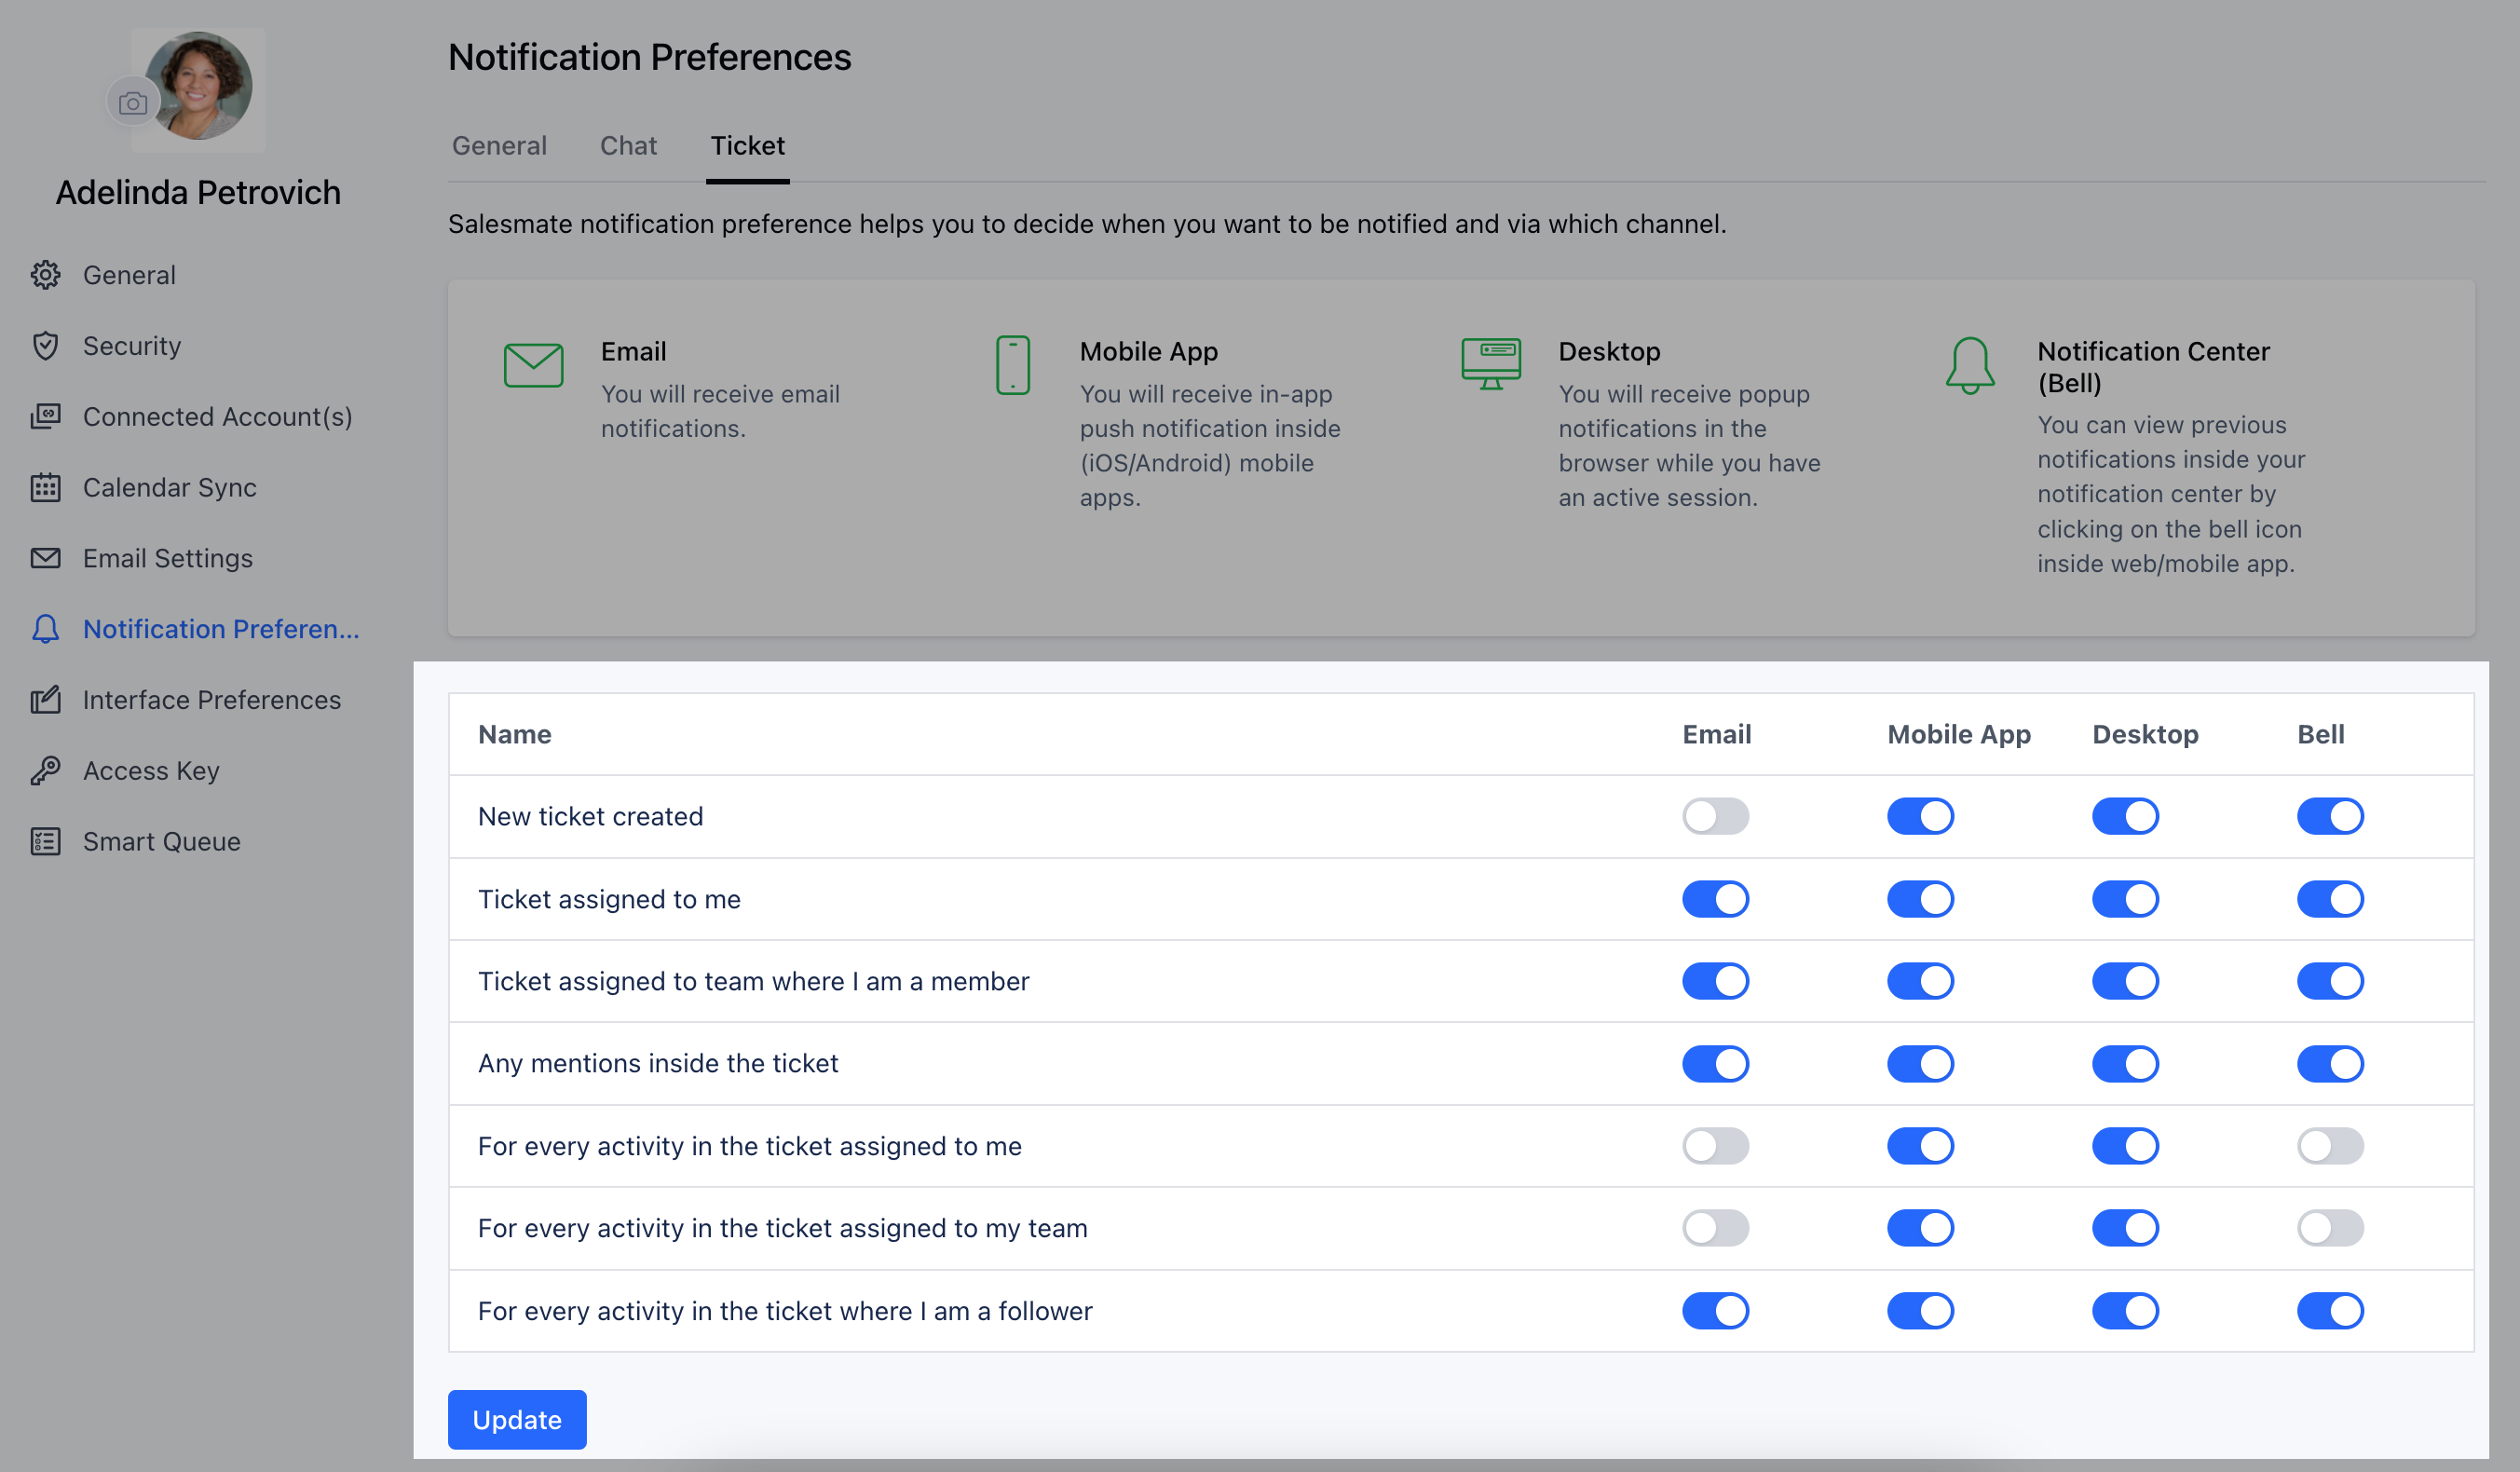 Adelinda Petrovich
General
Security
Connected Account(s)
Calendar Sync
Email Settings
Notification Preferen...
Interface Preferences
Access Key
Smart Queue
Notification Preferences
General Chat Ticket
Salesmate notification preference helps you to decide when you want to be notified and via which channel.
Email
You will receive email
notifications.
Mobile App
You will receive in-app
push notification inside
(iOS/Android) mobile
apps.
Desktop
You will receive popup
notifications in the
browser while you have
an active session.
Notification Center
(Bell)
You can view previous
notifications inside your
notification center by
clicking on the bell icon
inside web/mobile app.
Name Email Mobile App Desktop Bell
New ticket created
Ticket assigned to me
Ticket assigned to team where I am a member
Any mentions inside the ticket
For every activity in the ticket assigned to me
For every activity in the ticket assigned to my team
For every activity in the ticket where I am a follower
Update